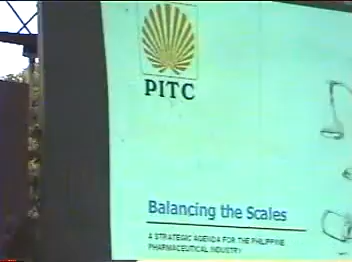 PITC
Balancing the Scales
A STRATEGIC AGENDA FOR THE PHILIPPINE
PHARMACEUTICAL INDUSTRY